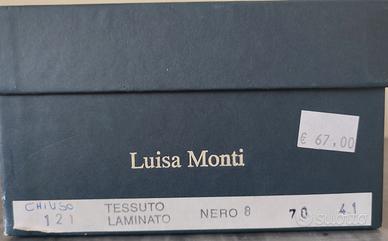 € 67.00
Luisa Monti
CHIUSO TESSUTO
121 LAMINATO NERO 8 70 41
subito